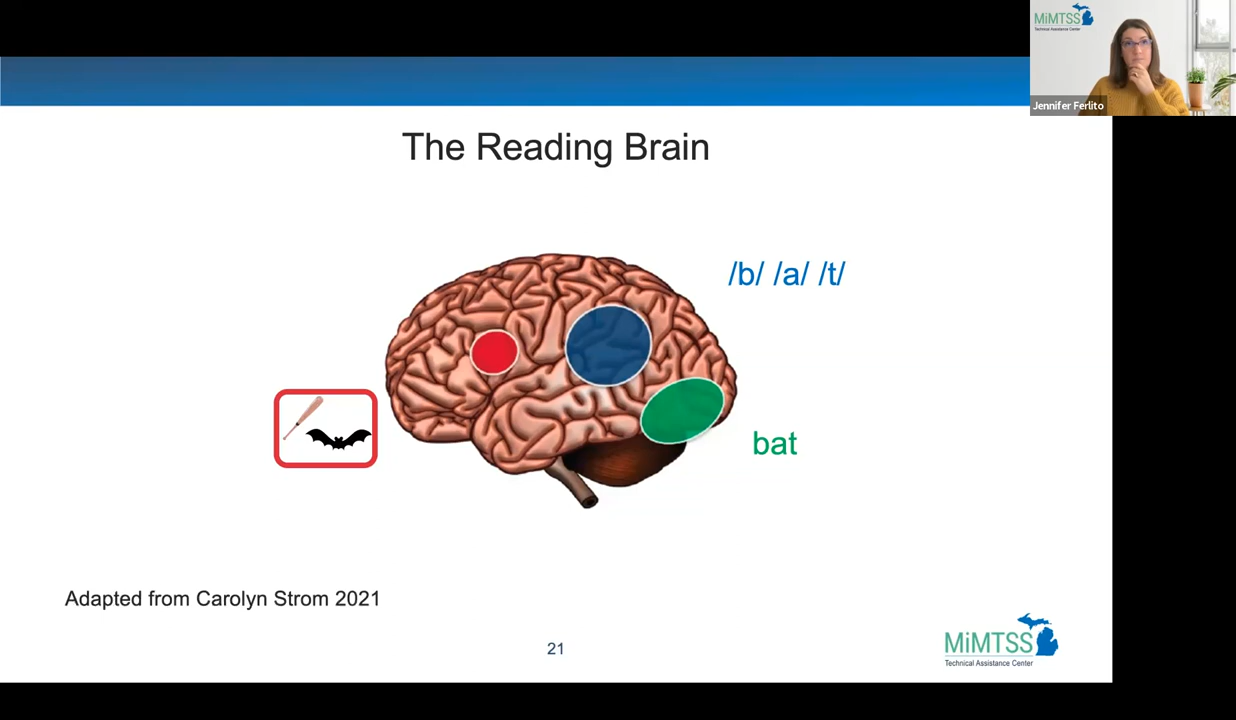 MiMTSS
Technical Assistance Center
Jennifer Ferlito
The Reading Brain
/b/ /a/ /t/
bat
Adapted from Carolyn Strom 2021
21
MiMTSS
Technical Assistance Center